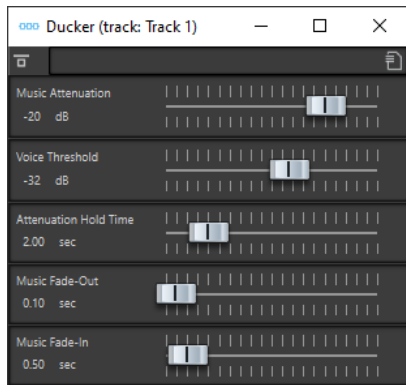 Ducker (track: Track 1)
Music Attenuation
-20 dB
Voice Threshold
-32 dB
Attenuation Hold Time
2.00 sec
Music Fade-Out
0.10 sec
Music Fade-In
0.50 sec